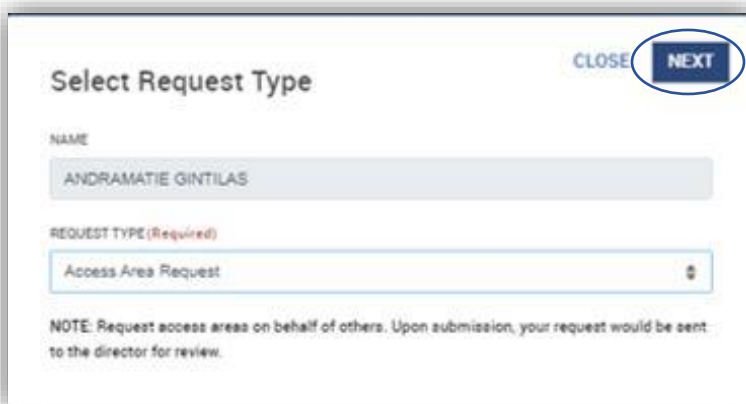 CLOSE NEXT
Select Request Type
NAME
ANDRAMATIE GINTILAS
REQUEST TYPE (Required)
Access Area Request
NOTE: Request access areas on behalf of others. Upon submission, your request would be sent
to the director for review.